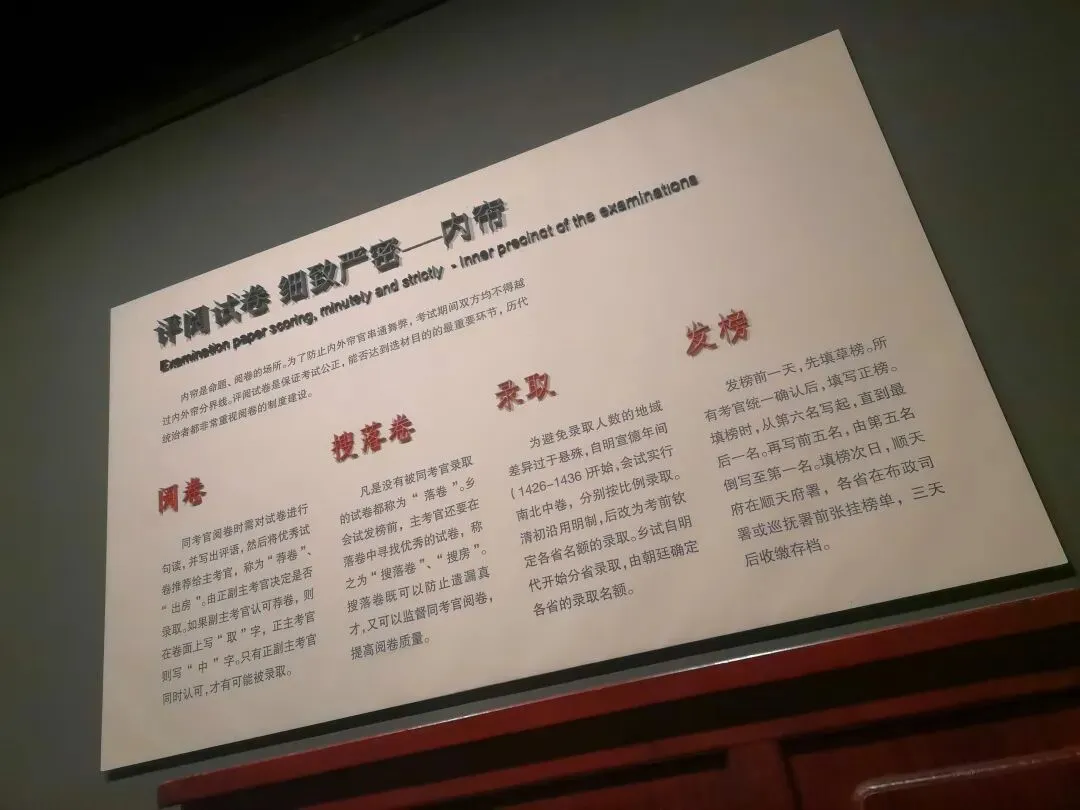 评阅试卷 细致严密—内帘
Examination paper scoring, minutely and strictly - Inner precinct of the examinations
内帘是命题、阅卷的场所。为了防止内外帘官串通舞弊，考试期间双方均不得越
过内外帘分界线。评阅试卷是保证考试公正，能否达到选材目的的最重要环节，历代
统治者都非常重视阅卷的制度建设。
阅卷
同考官阅卷时需对试卷进行
句读，并写出评语，然后将优秀试
卷推荐给主考官，称为“荐卷”、
“出房”。由正副主考官决定是否
录取。如果副主考官认可荐卷，则
在卷面上写“取”字，正主考官
则写“中”字。只有正副主考官
同时认可，才有可能被录取。
搜落卷
凡是没有被同考官录取
的试卷都称为“落卷”。乡
会试发榜前，主考官还要在
落卷中寻找优秀的试卷，称
之为“搜落卷”、“搜房”。
搜落卷既可以防止遗漏真
才，又可以监督同考官阅卷，
提高阅卷质量。
录取
为避免录取人数的地域
差异过于悬殊，自明宣德年间
（1426-1436）开始，会试实行
南北中卷，分别按比例录取。
清初沿用明制，后改为考前钦
定各省名额的录取。乡试自明
代开始分省录取，由朝廷确定
各省的录取名额。
发榜
发榜前一天，先填草榜。所
有考官统一确认后，填写正榜。
填榜时，从第六名写起，直到最
后一名。再写前五名，由第五名
倒写至第一名。填榜次日，顺天
府在顺天府署，各省在布政司
署或巡抚署前张挂榜单，三天
后收缴存档。